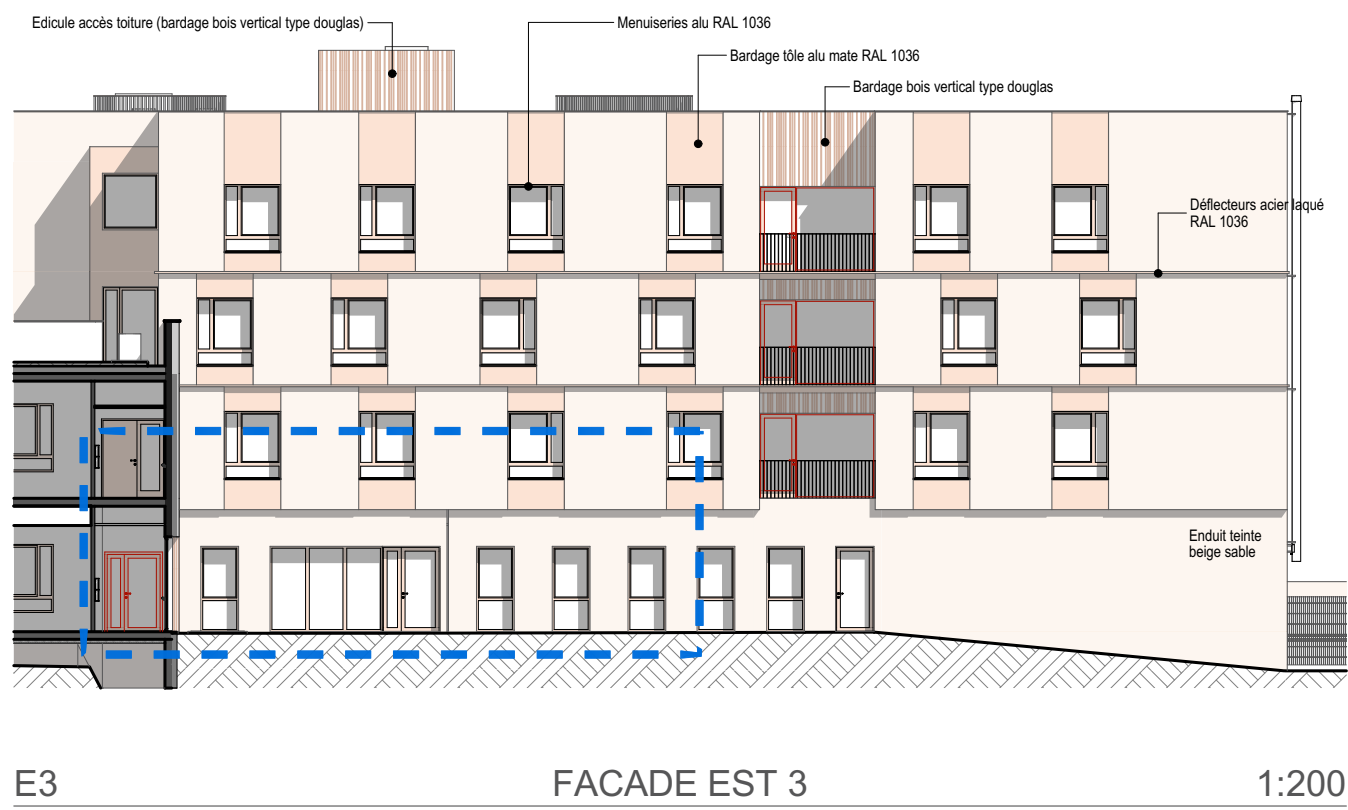 Edicule accès toiture (bardage bois vertical type douglas)
Menuiseries alu RAL 1036
Bardage tôle alu mate RAL 1036
Bardage bois vertical type douglas
Déflecteurs acier laqué
RAL 1036
Enduit teinte
beige sable
E3
FACADE EST 3
1:200